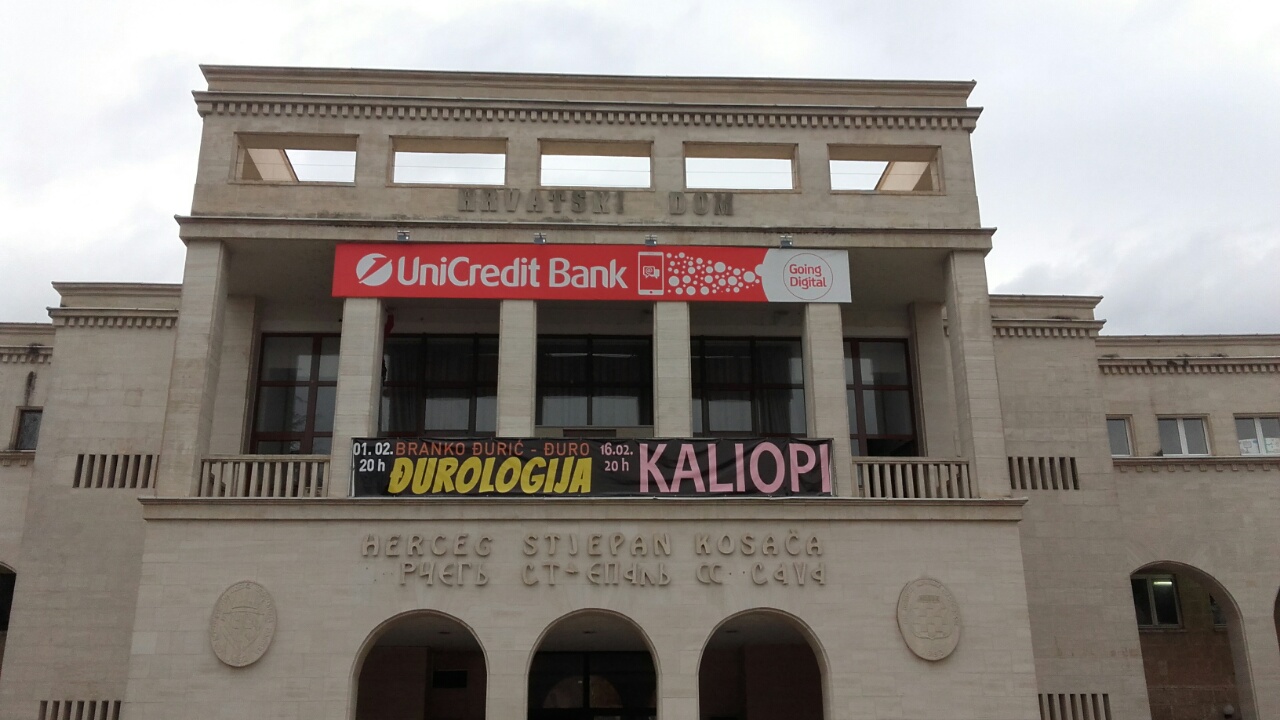 HRVATSKI DOM
UniCredit Bank
Going
Digital
01. 02. BRANKO ĐURIĆ - ĐURO
20 h ĐUROLOGIJA
16.02.
20 h
KALIOPI
HERCEG STJEPAN KOSAČA